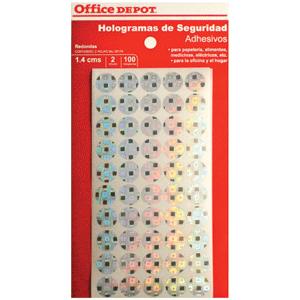 Office DEPOT
Hologramas de Seguridad
Adhesivos
Redondos
1.4 cms
2
100
• para papelería, alimentos,
medicinas, eléctricos, etc.
• para la oficina y el hogar